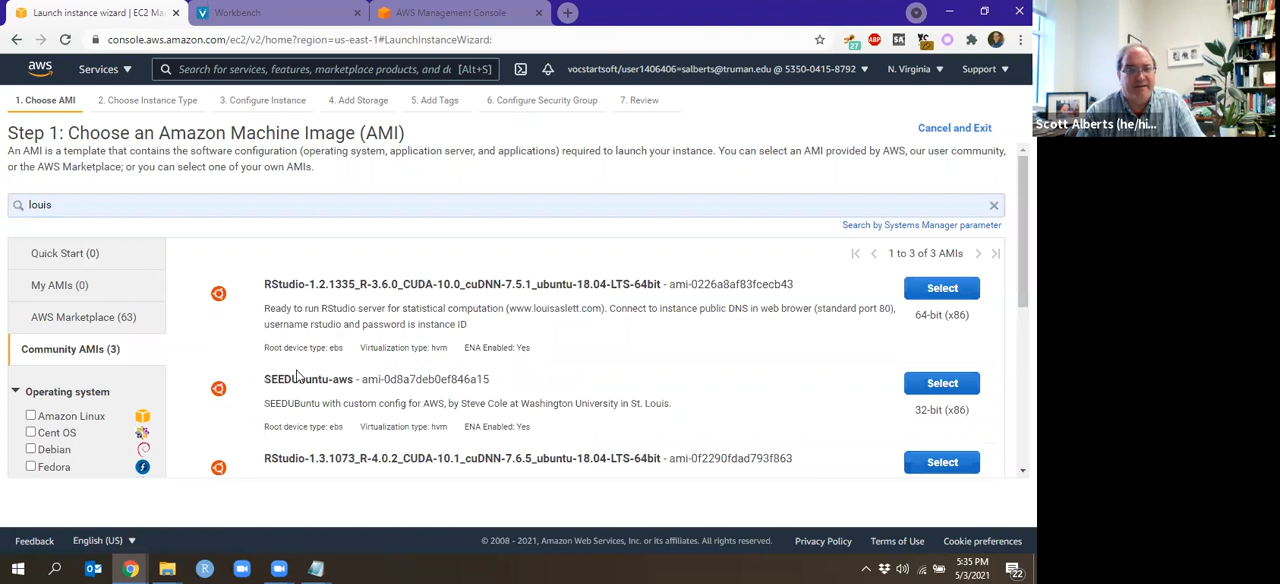 Launch instance wizard | EC2 Ma
Workbench
AWS Management Console
console.aws.amazon.com/ec2/v2/home?region=us-east-1#LaunchInstanceWizard:
27
ABP
aws
Services
Search for services, features, marketplace products, and dc
[Alt+S]
vocstartsoft/user1406406=salberts@truman.edu @ 5350-0415-8792
N. Virginia
Support
Scott Alberts (he/hi...
1. Choose AMI
2. Choose Instance Type
3. Configure Instance
4. Add Storage
5. Add Tags
6. Configure Security Group
7. Review
Step 1: Choose an Amazon Machine Image (AMI)
Cancel and Exit
An AMI is a template that contains the software configuration (operating system, application server, and applications) required to launch your instance. You can select an AMI provided by AWS, our user community,
or the AWS Marketplace; or you can select one of your own AMIs.
louis
Search by Systems Manager parameter
Quick Start (0)
1 to 3 of 3 AMIs
My AMIs (0)
AWS Marketplace (63)
Community AMIs (3)
Operating system
Amazon Linux
Cent OS
Debian
Fedora
RStudio-1.2.1335_R-3.6.0_CUDA-10.0_cuDNN-7.5.1_ubuntu-18.04-LTS-64bit - ami-0226a8af83fcecb43
Select
Ready to run RStudio server for statistical computation (www.louisaslett.com). Connect to instance public DNS in web brower (standard port 80),
64-bit (x86)
username rstudio and password is instance ID
Root device type: ebs Virtualization type: hvm ENA Enabled: Yes
SEEDUbuntu-aws - ami-0d8a7deb0ef846a15
Select
SEEDUBuntu with custom config for AWS, by Steve Cole at Washington University in St. Louis.
32-bit (x86)
Root device type: ebs Virtualization type: hvm ENA Enabled: Yes
RStudio-1.3.1073_R-4.0.2_CUDA-10.1_cuDNN-7.6.5_ubuntu-18.04-LTS-64bit - ami-0f2290fdad793f863
Select
Feedback
English (US)
© 2008 - 2021, Amazon Web Services, Inc. or its affiliates. All rights reserved.
Privacy Policy
Terms of Use
Cookie preferences
5:35 PM
5/3/2021
22